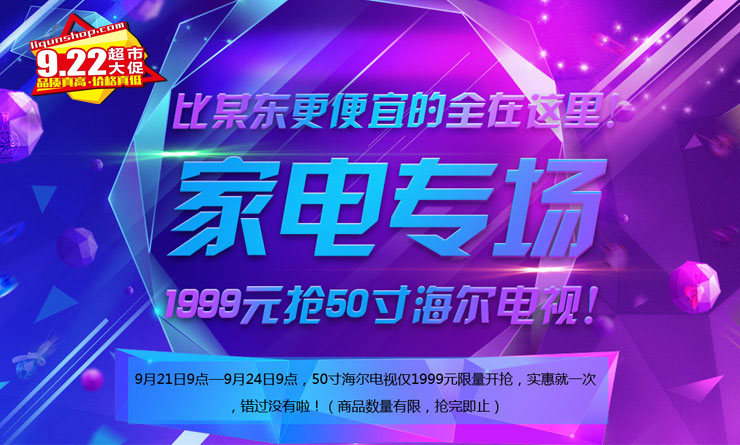 liqunshop.com
9.22超市
大促
品质真高·价格真低
比某东更便宜的全在这里!
家电专场
1999元抢50寸海尔电视!
9月21日9点—9月24日9点，50寸海尔电视仅1999元限量开抢，实惠就一次
，错过没有啦！（商品数量有限，抢完即止）